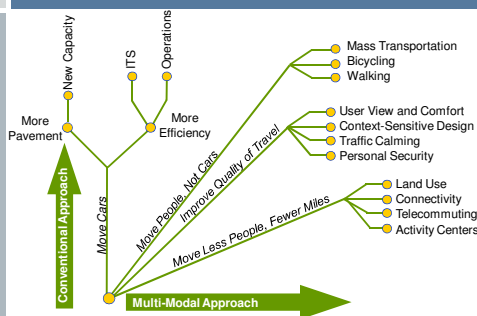 New Capacity
ITS
Operations
More
Pavement
More
Efficiency
Mass Transportation
Bicycling
Walking
User View and Comfort
Context-Sensitive Design
Traffic Calming
Personal Security
Land Use
Connectivity
Telecommuting
Activity Centers
Conventional Approach
Move Cars
Move People, Not Cars
Improve Quality of Travel
Move Less People, Fewer Miles
Multi-Modal Approach